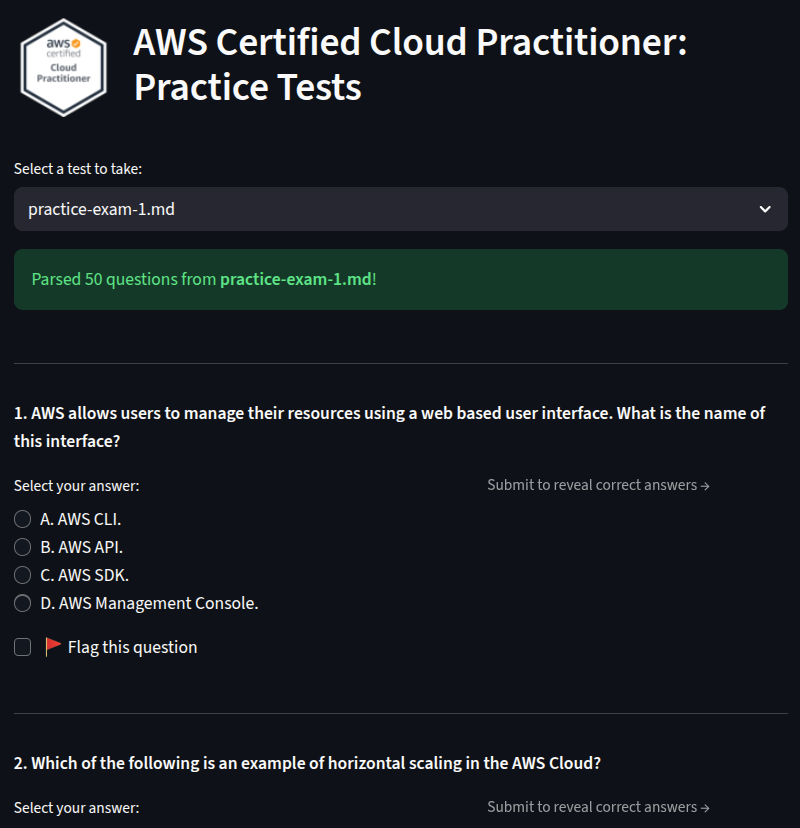 aws
certified
Cloud
Practitioner
AWS Certified Cloud Practitioner:
Practice Tests
Select a test to take:
practice-exam-1.md
Parsed 50 questions from practice-exam-1.md!
1. AWS allows users to manage their resources using a web based user interface. What is the name of
this interface?
Select your answer:
Submit to reveal correct answers →
A. AWS CLI.
B. AWS API.
C. AWS SDK.
D. AWS Management Console.
Flag this question
2. Which of the following is an example of horizontal scaling in the AWS Cloud?
Select your answer:
Submit to reveal correct answers →